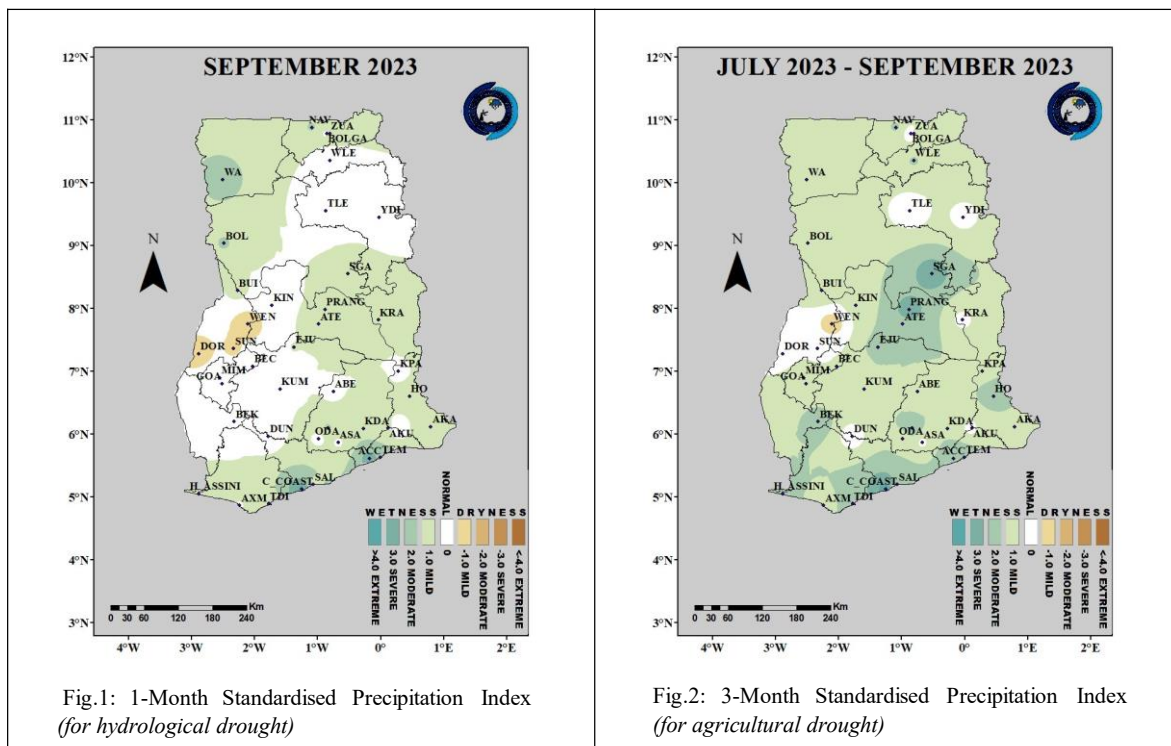 SEPTEMBER 2023
12°N
11°N
10°N
9°N
8°N
7°N
6°N
5°N
4°N
3°N
NAV
ZUA
BOLGA
WLE
WA
TLE
YDI
BOL
SGA
BUI
KIN
PRANG
WEN
ATE
KRA
DOR
SUN
EJU
BEC
KPA
GOA
MIM
KUM
ABE
HO
BEK
DUN
ODA
ASA
KDA
AKU
AKA
ACC
TEM
H_ASSINI
C_COAST
SAL
AXM
TDI
N
WETNESS
NORMAL
DRYNESS
>4.0 EXTREME
3.0 SEVERE
2.0 MODERATE
1.0 MILD
0
-1.0 MILD
-2.0 MODERATE
-3.0 SEVERE
<-4.0 EXTREME
0 30 60 120 180 240 Km
4°W 3°W 2°W 1°W 0° 1°E 2°E
Fig.1: 1-Month Standardised Precipitation Index
(for hydrological drought)
JULY 2023 - SEPTEMBER 2023
12°N
11°N
10°N
9°N
8°N
7°N
6°N
5°N
4°N
3°N
NAV
ZUA
BOLGA
WLE
WA
TLE
YDI
BOL
SGA
BUI
KIN
PRANG
WEN
ATE
KRA
DOR
SUN
EJU
BEC
KPA
GOA
MIM
KUM
ABE
HO
BEK
DUN
ODA
ASA
KDA
AKU
AKA
ACC
TEM
H_ASSINI
C_COAST
SAL
AXM
TDI
N
WETNESS
NORMAL
DRYNESS
>4.0 EXTREME
3.0 SEVERE
2.0 MODERATE
1.0 MILD
0
-1.0 MILD
-2.0 MODERATE
-3.0 SEVERE
<-4.0 EXTREME
0 30 60 120 180 240 Km
4°W 3°W 2°W 1°W 0° 1°E 2°E
Fig.2: 3-Month Standardised Precipitation Index
(for agricultural drought)